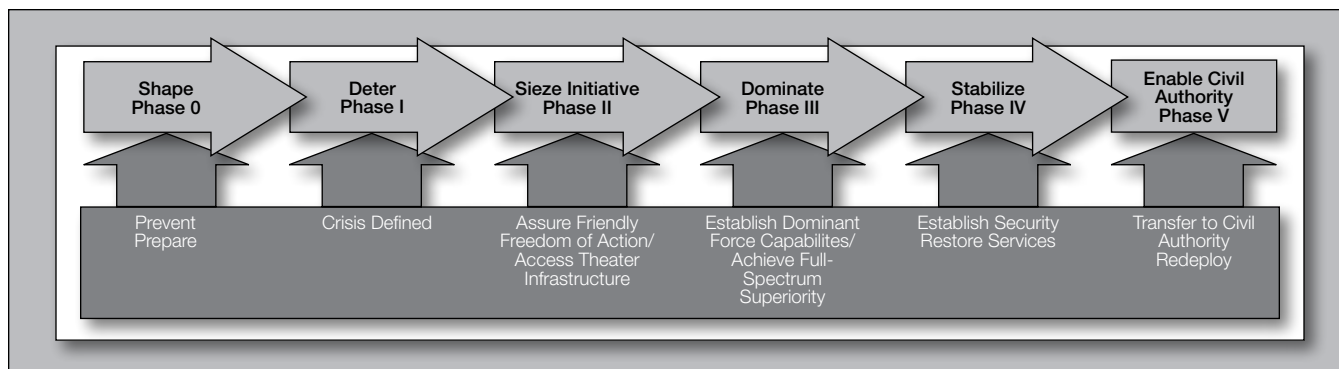 Shape
Phase 0
Deter
Phase I
Sieze Initiative
Phase II
Dominate
Phase III
Stabilize
Phase IV
Enable Civil
Authority
Phase V
Prevent
Prepare
Crisis Defined
Assure Friendly
Freedom of Action/
Access Theater
Infrastructure
Establish Dominant
Force Capabilites/
Achieve Full-
Spectrum
Superiority
Establish Security
Restore Services
Transfer to Civil
Authority
Redeploy